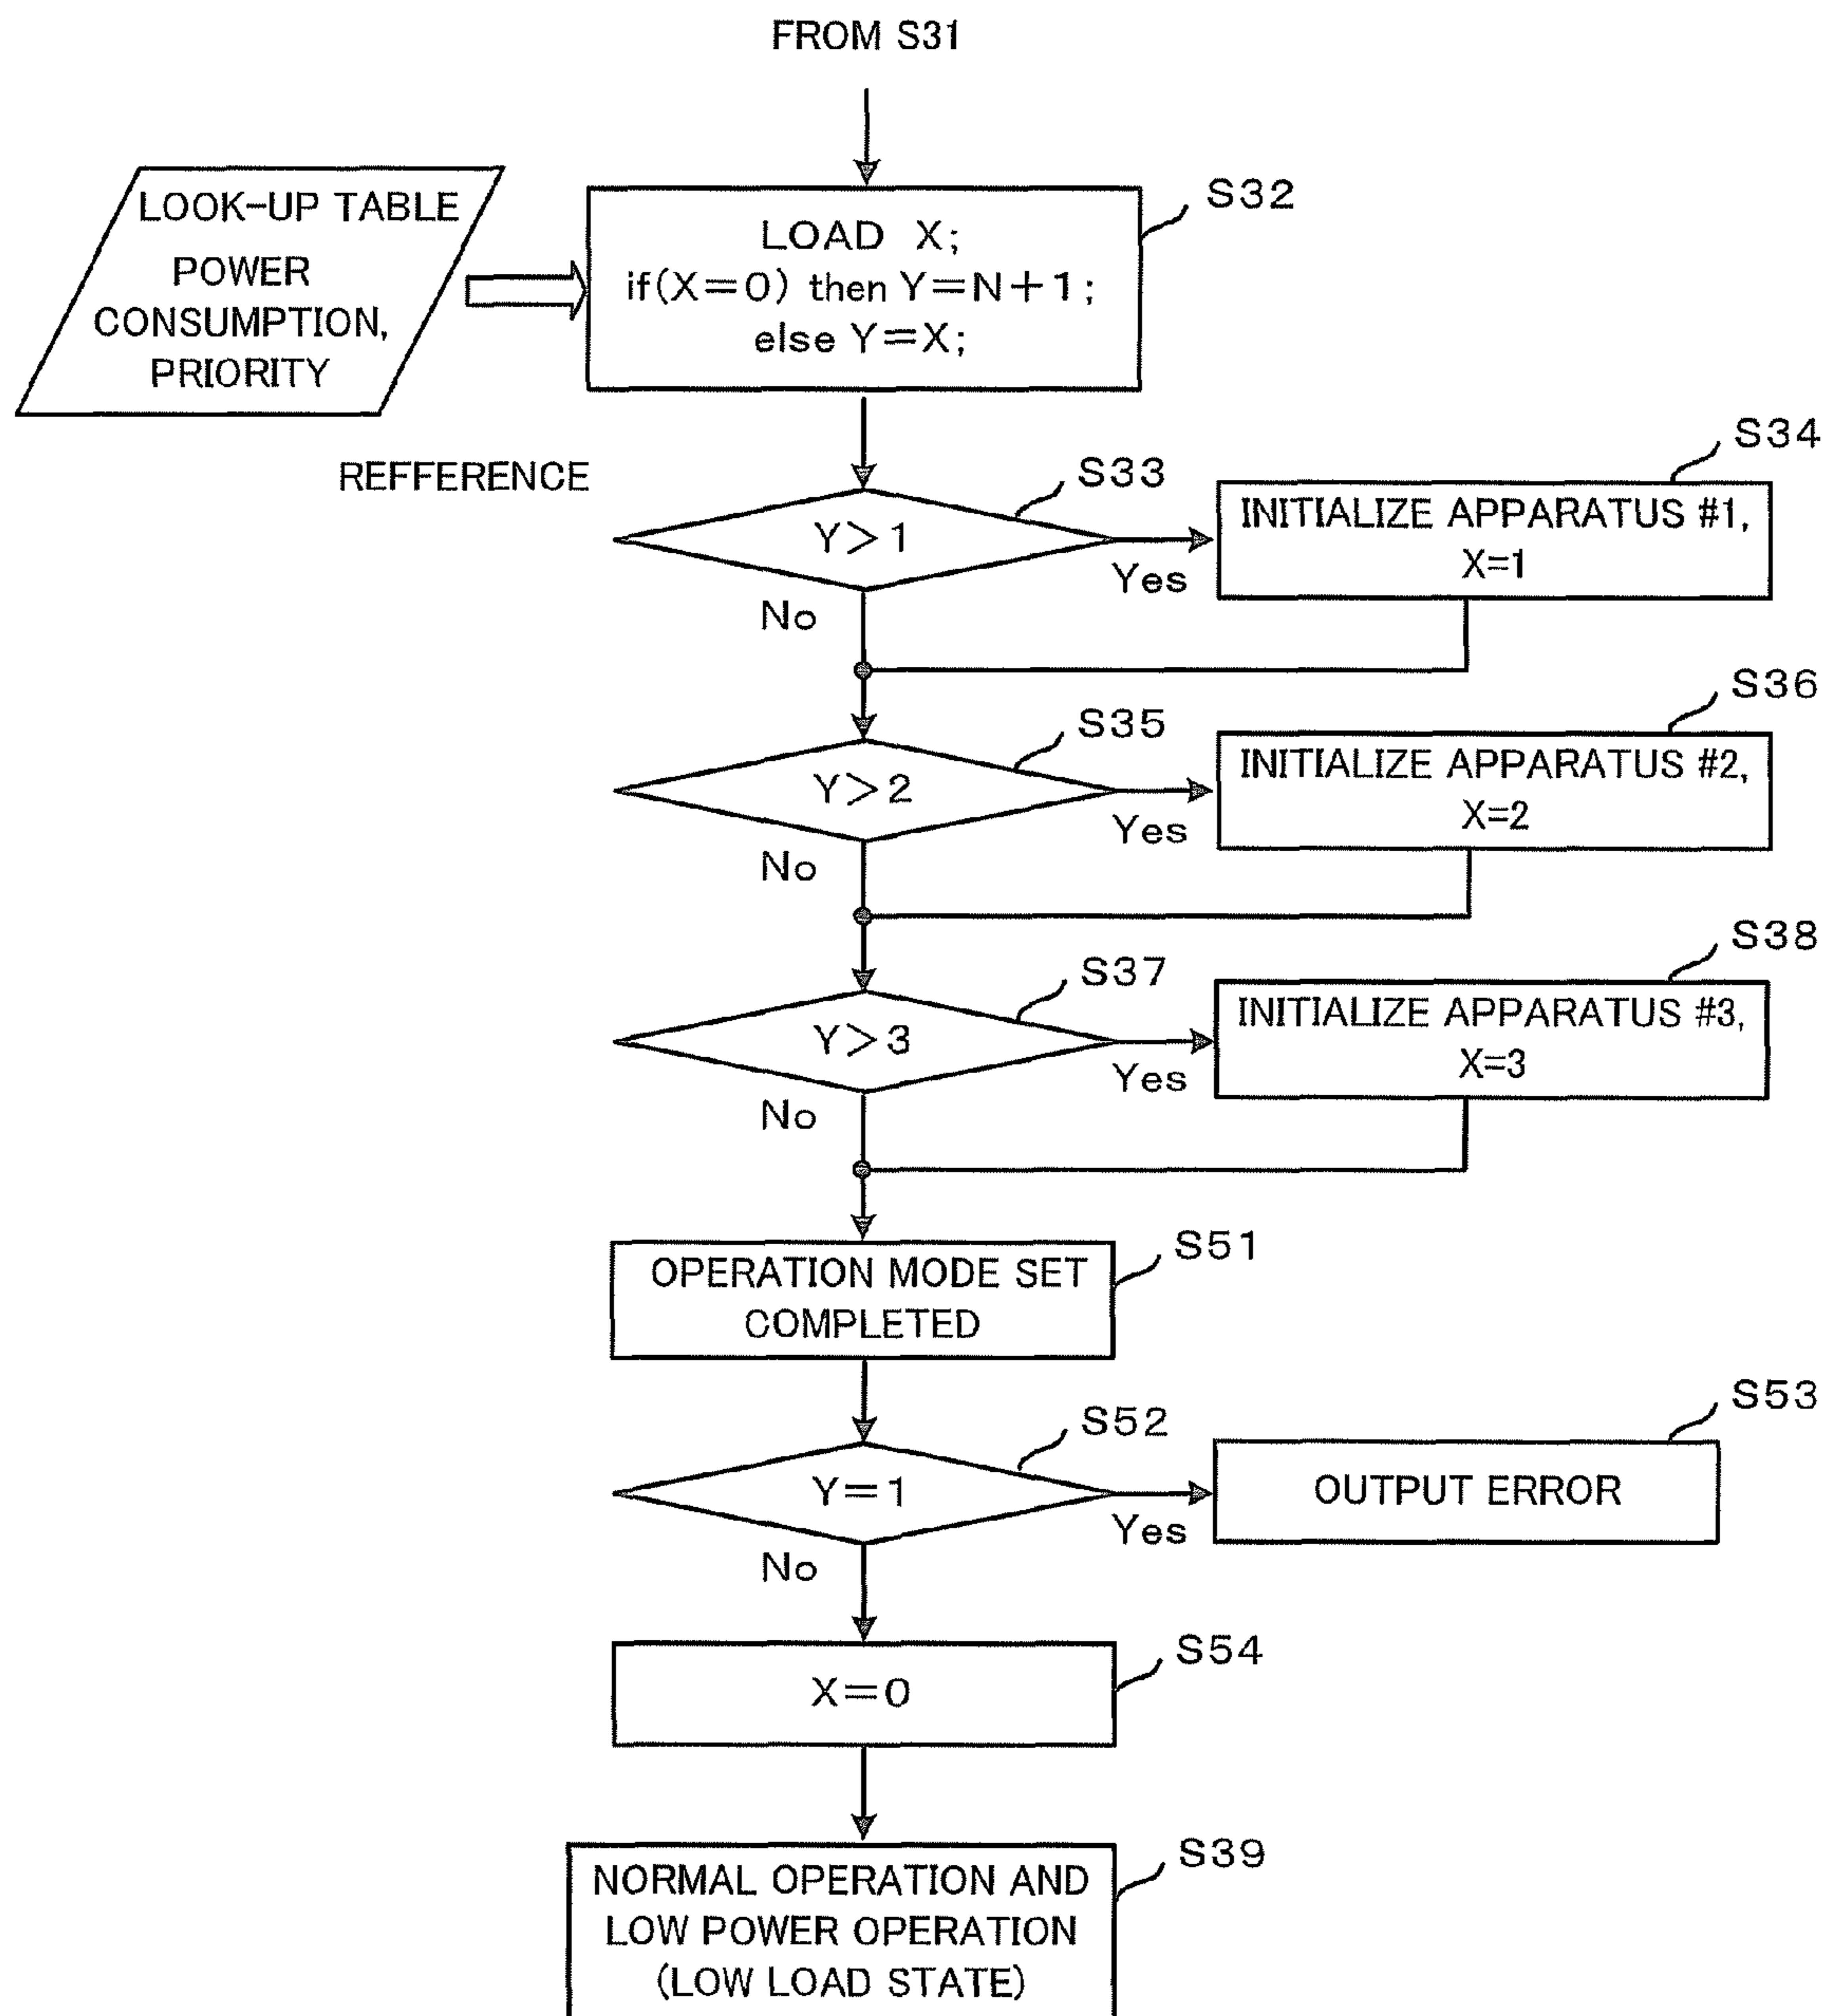 FROM S31
LOOK-UP TABLE
POWER
CONSUMPTION,
PRIORITY
S32
LOAD X;
if(X=0) then Y=N+1;
else Y=X;
REFFERENCE
S33
Y>1
Yes
No
S34
INITIALIZE APPARATUS #1,
X=1
S35
Y>2
Yes
No
S36
INITIALIZE APPARATUS #2,
X=2
S37
Y>3
Yes
No
S38
INITIALIZE APPARATUS #3,
X=3
S51
OPERATION MODE SET
COMPLETED
S52
Y=1
Yes
No
S53
OUTPUT ERROR
S54
X=0
S39
NORMAL OPERATION AND
LOW POWER OPERATION
(LOW LOAD STATE)